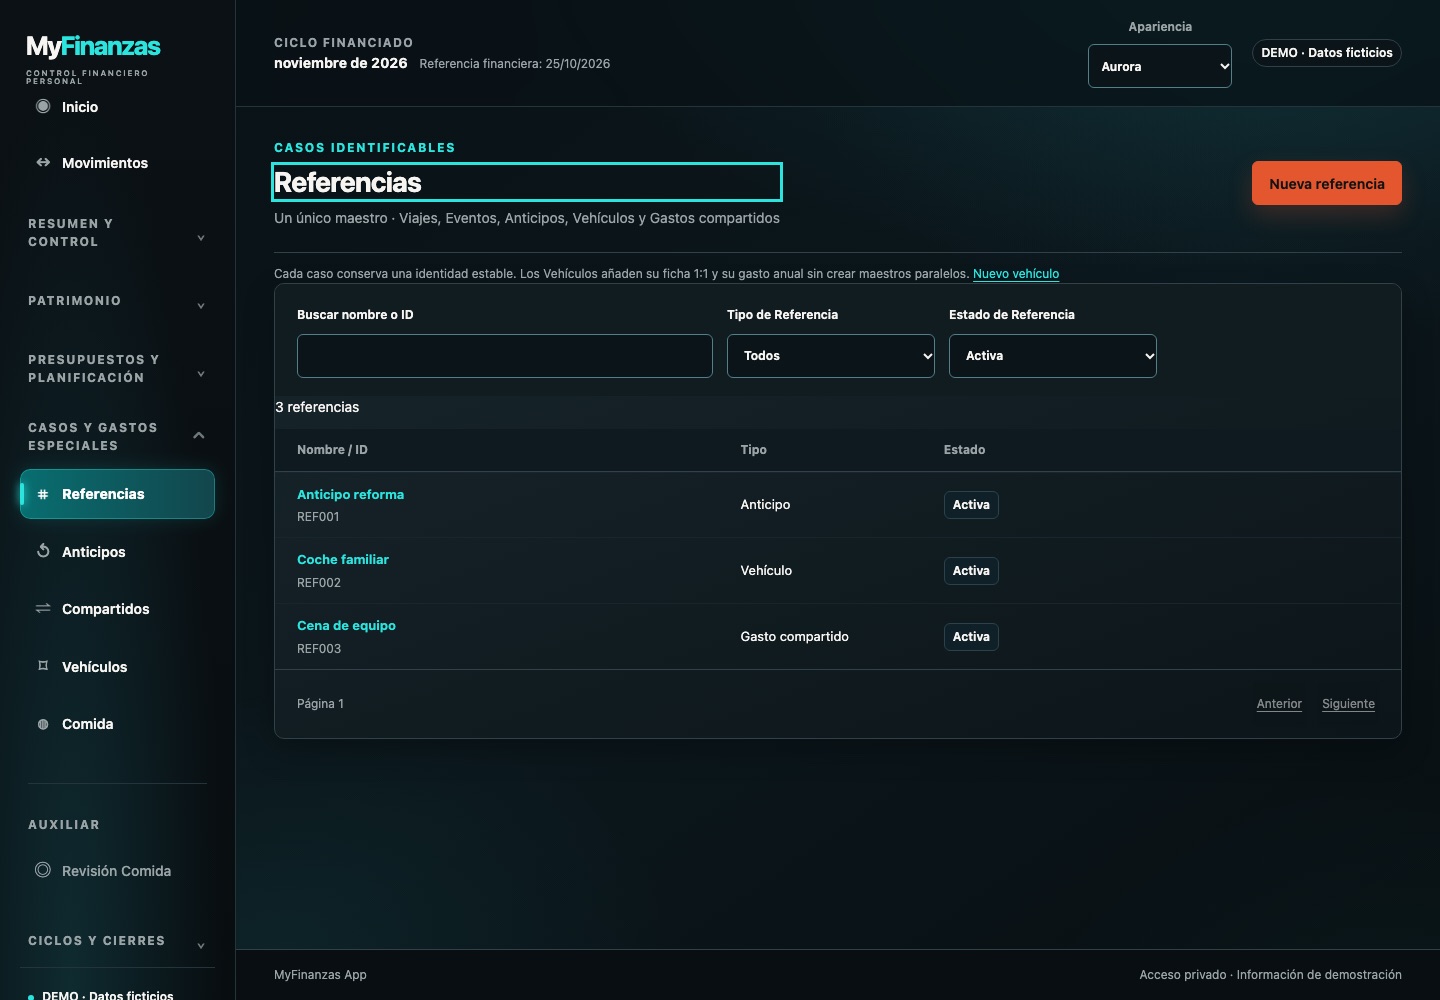 MyFinanzas
CONTROL FINANCIERO
PERSONAL
Inicio
Movimientos
RESUMEN Y
CONTROL
PATRIMONIO
PRESUPUESTOS Y
PLANIFICACIÓN
CASOS Y GASTOS
ESPECIALES
Referencias
Anticipos
Compartidos
Vehículos
Comida
AUXILIAR
Revisión Comida
CICLOS Y CIERRES
DEMO · Datos ficticios
CICLO FINANCIADO
noviembre de 2026 Referencia financiera: 25/10/2026
Apariencia
Aurora
DEMO · Datos ficticios
CASOS IDENTIFICABLES
Referencias
Un único maestro · Viajes, Eventos, Anticipos, Vehículos y Gastos compartidos
Nueva referencia
Cada caso conserva una identidad estable. Los Vehículos añaden su ficha 1:1 y su gasto anual sin crear maestros paralelos. Nuevo vehículo
Buscar nombre o ID Tipo de Referencia Estado de Referencia
Todos Activa
3 referencias
Nombre / ID Tipo Estado
Anticipo reforma
REF001 Anticipo Activa
Coche familiar
REF002 Vehículo Activa
Cena de equipo
REF003 Gasto compartido Activa
Página 1 Anterior Siguiente
MyFinanzas App Acceso privado · Información de demostración